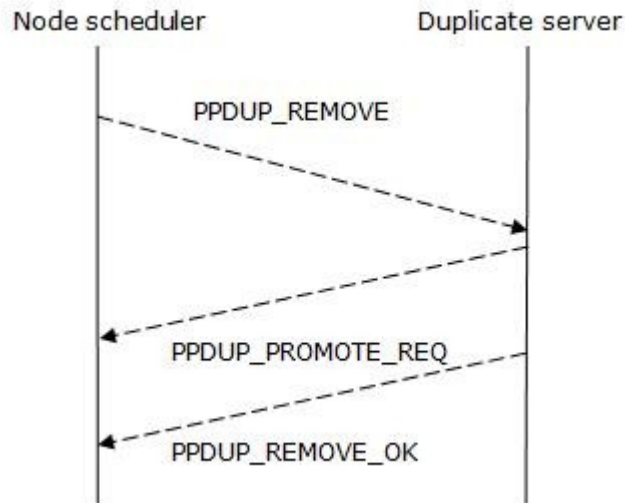 Node scheduler
Duplicate server
PPDUP_REMOVE
PPDUP_PROMOTE_REQ
PPDUP_REMOVE_OK